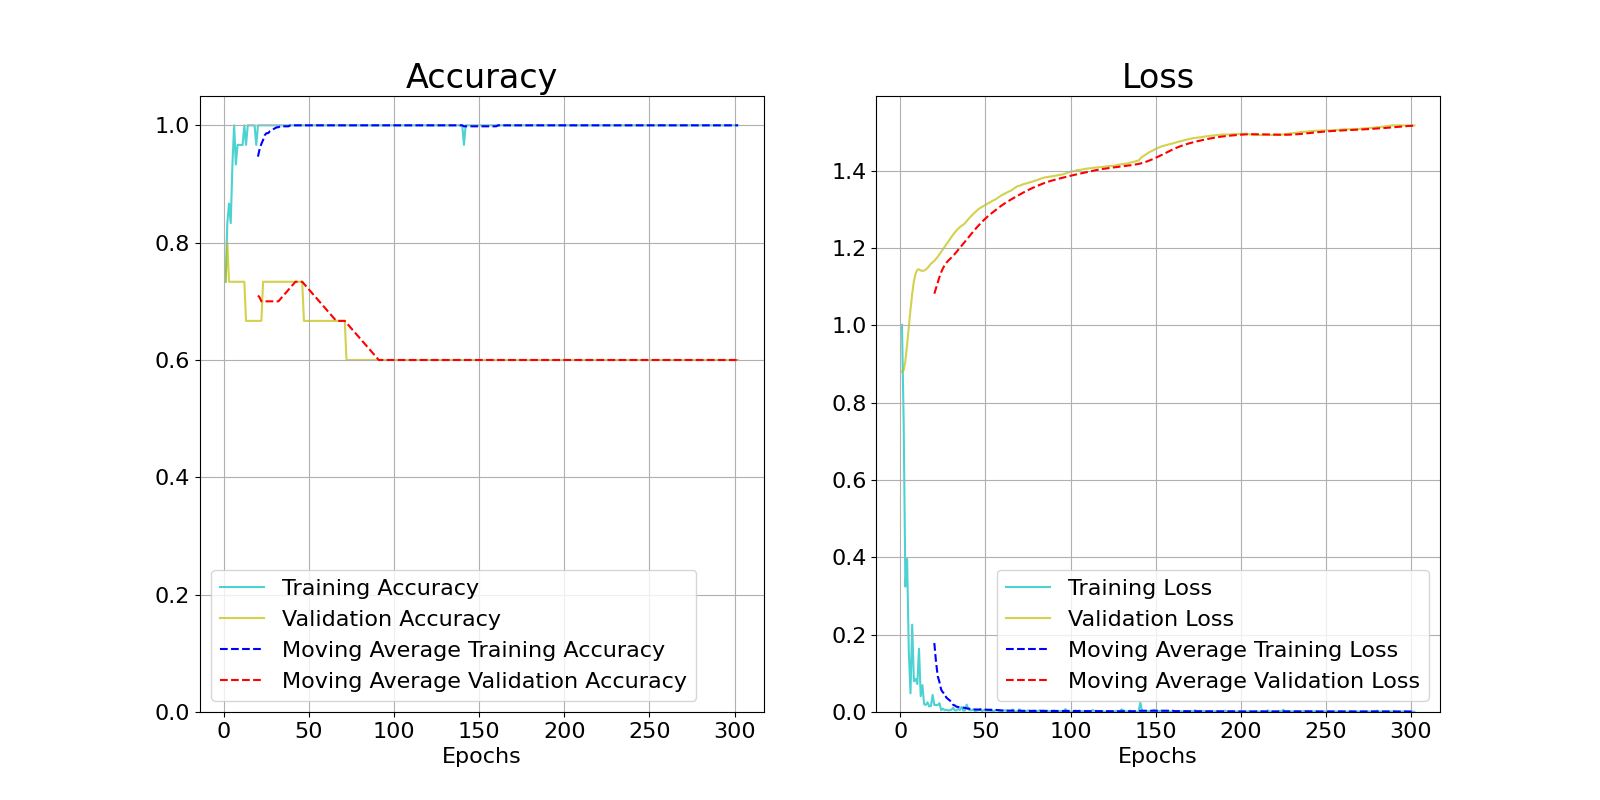 Accuracy
1.0
0.8
0.6
0.4
0.2
0.0
Training Accuracy
Validation Accuracy
Moving Average Training Accuracy
Moving Average Validation Accuracy
0 50 100 150 200 250 300
Epochs
Loss
1.4
1.2
1.0
0.8
0.6
0.4
0.2
0.0
Training Loss
Validation Loss
Moving Average Training Loss
Moving Average Validation Loss
0 50 100 150 200 250 300
Epochs